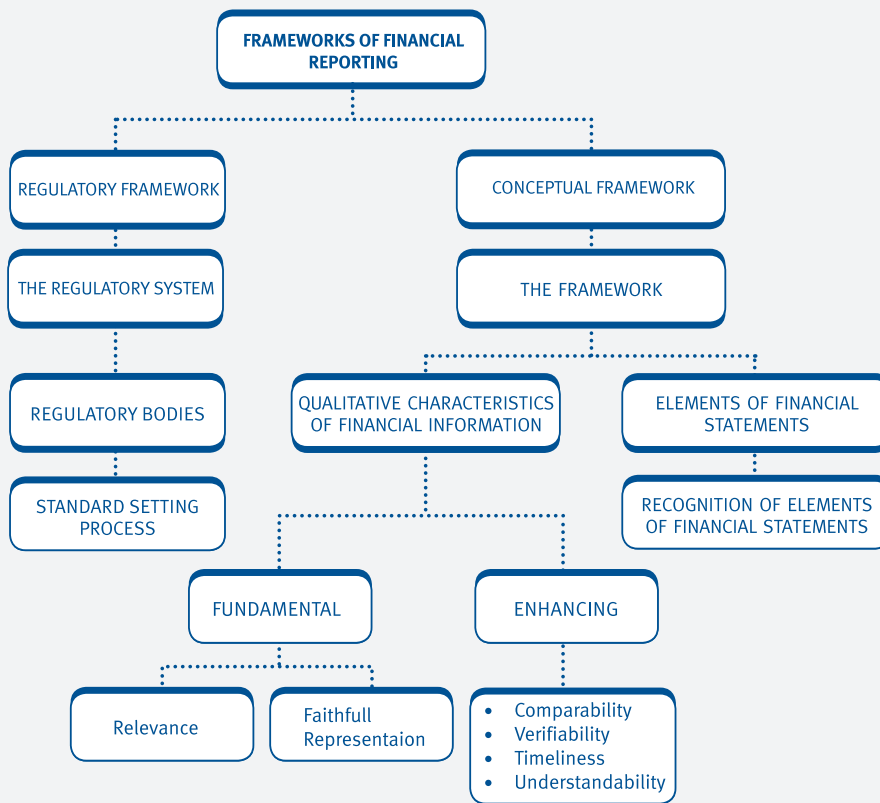 FRAMEWORKS OF FINANCIAL
REPORTING
REGULATORY FRAMEWORK
CONCEPTUAL FRAMEWORK
THE REGULATORY SYSTEM
THE FRAMEWORK
REGULATORY BODIES
QUALITATIVE CHARACTERISTICS
OF FINANCIAL INFORMATION
ELEMENTS OF FINANCIAL
STATEMENTS
STANDARD SETTING
PROCESS
RECOGNITION OF ELEMENTS
OF FINANCIAL STATEMENTS
FUNDAMENTAL
ENHANCING
Relevance
Faithfull
Representaion
• Comparability
• Verifiability
• Timeliness
• Understandability